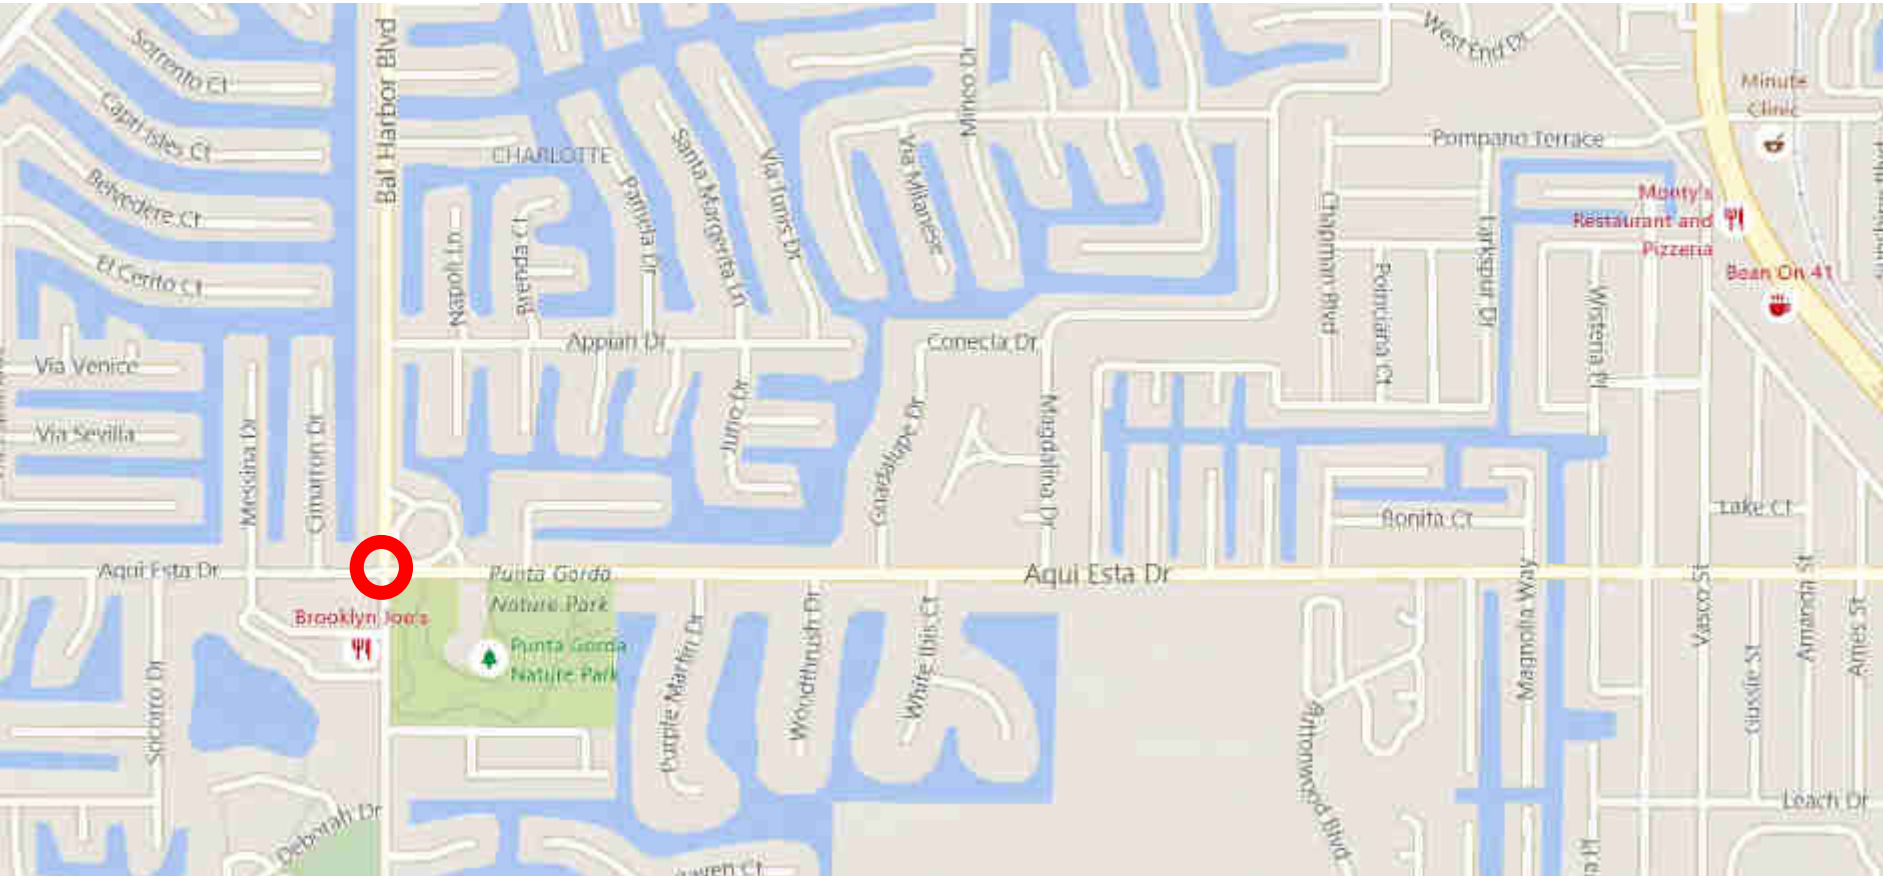 West End Dr
Sorrento Ct
Bal Harbor Blvd
Minute
Clinic
Mineo Dr
Capri Isles Ct
Pompano Terrace
CHARLOTTE
Santa Margerita Ln
Via Tunis Dr
Via Milanese
Belvedere Ct
Pamela Dr
Monty's
Restaurant and
Pizzeria
Chapman Blvd
Larkspur Dr
Napoli Ln
Brenda Ct
El Cerito Ct
Bean On 41
Poinciana Ct
Wisteria Pl
Appian Dr
Conecta Dr
Via Venice
Juno Dr
Guadalupe Dr
Magdalina Dr
Via Sevilla
Messina Dr
Cimarron Dr
Bonita Ct
Lake Ct
Aqui Esta Dr
Punta Gorda
Nature Park
Aqui Esta Dr
Brooklyn Joe's
Punta Gorda
Nature Park
Purple Martin Dr
Woodthrush Dr
White Ibis Ct
Magnolia Way
Vasco St
Amanda St
Ames St
Gussie St
Socorro Dr
Buttonwood Blvd
Leach Dr
Deborah Dr